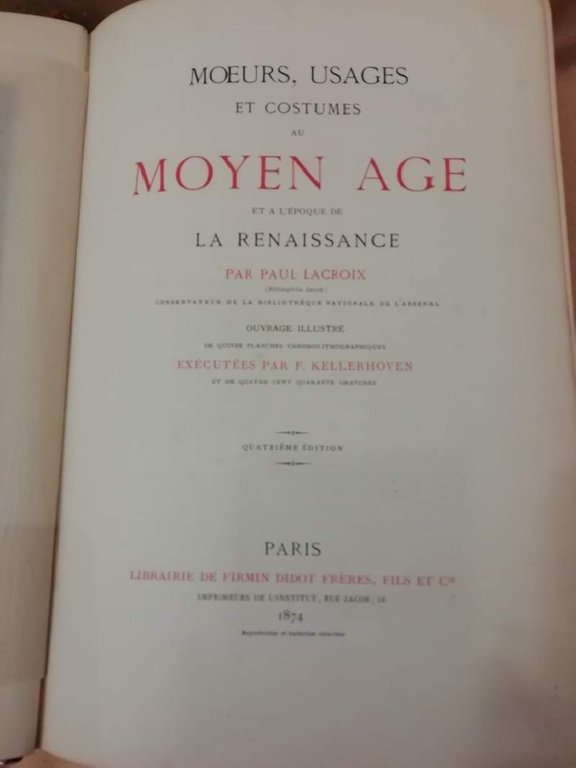 MŒURS, USAGES
ET COSTUMES
AU
MOYEN AGE
ET A L'ÉPOQUE DE
LA RENAISSANCE
PAR PAUL LACROIX
(Bibliophile Jacob)
CONSERVATEUR DE LA BIBLIOTHÈQUE NATIONALE DE L'ARSENAL
OUVRAGE ILLUSTRÉ
DE QUINZE PLANCHES CHROMOLITHOGRAPHIQUES
EXÉCUTÉES PAR F. KELLERHOVEN
ET DE QUATRE CENT QUARANTE GRAVURES
QUATRIÈME ÉDITION
PARIS
LIBRAIRIE DE FIRMIN DIDOT FRÈRES, FILS ET Cie
IMPRIMEURS DE L'INSTITUT, RUE JACOB, 56
1874
Reproduction et traduction réservées